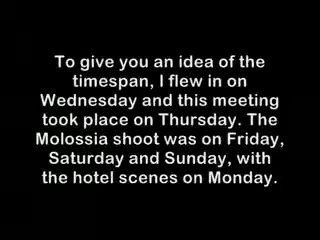 To give you an idea of the
timespan, I flew in on
Wednesday and this meeting
took place on Thursday. The
Molossia shoot was on Friday,
Saturday and Sunday, with
the hotel scenes on Monday.